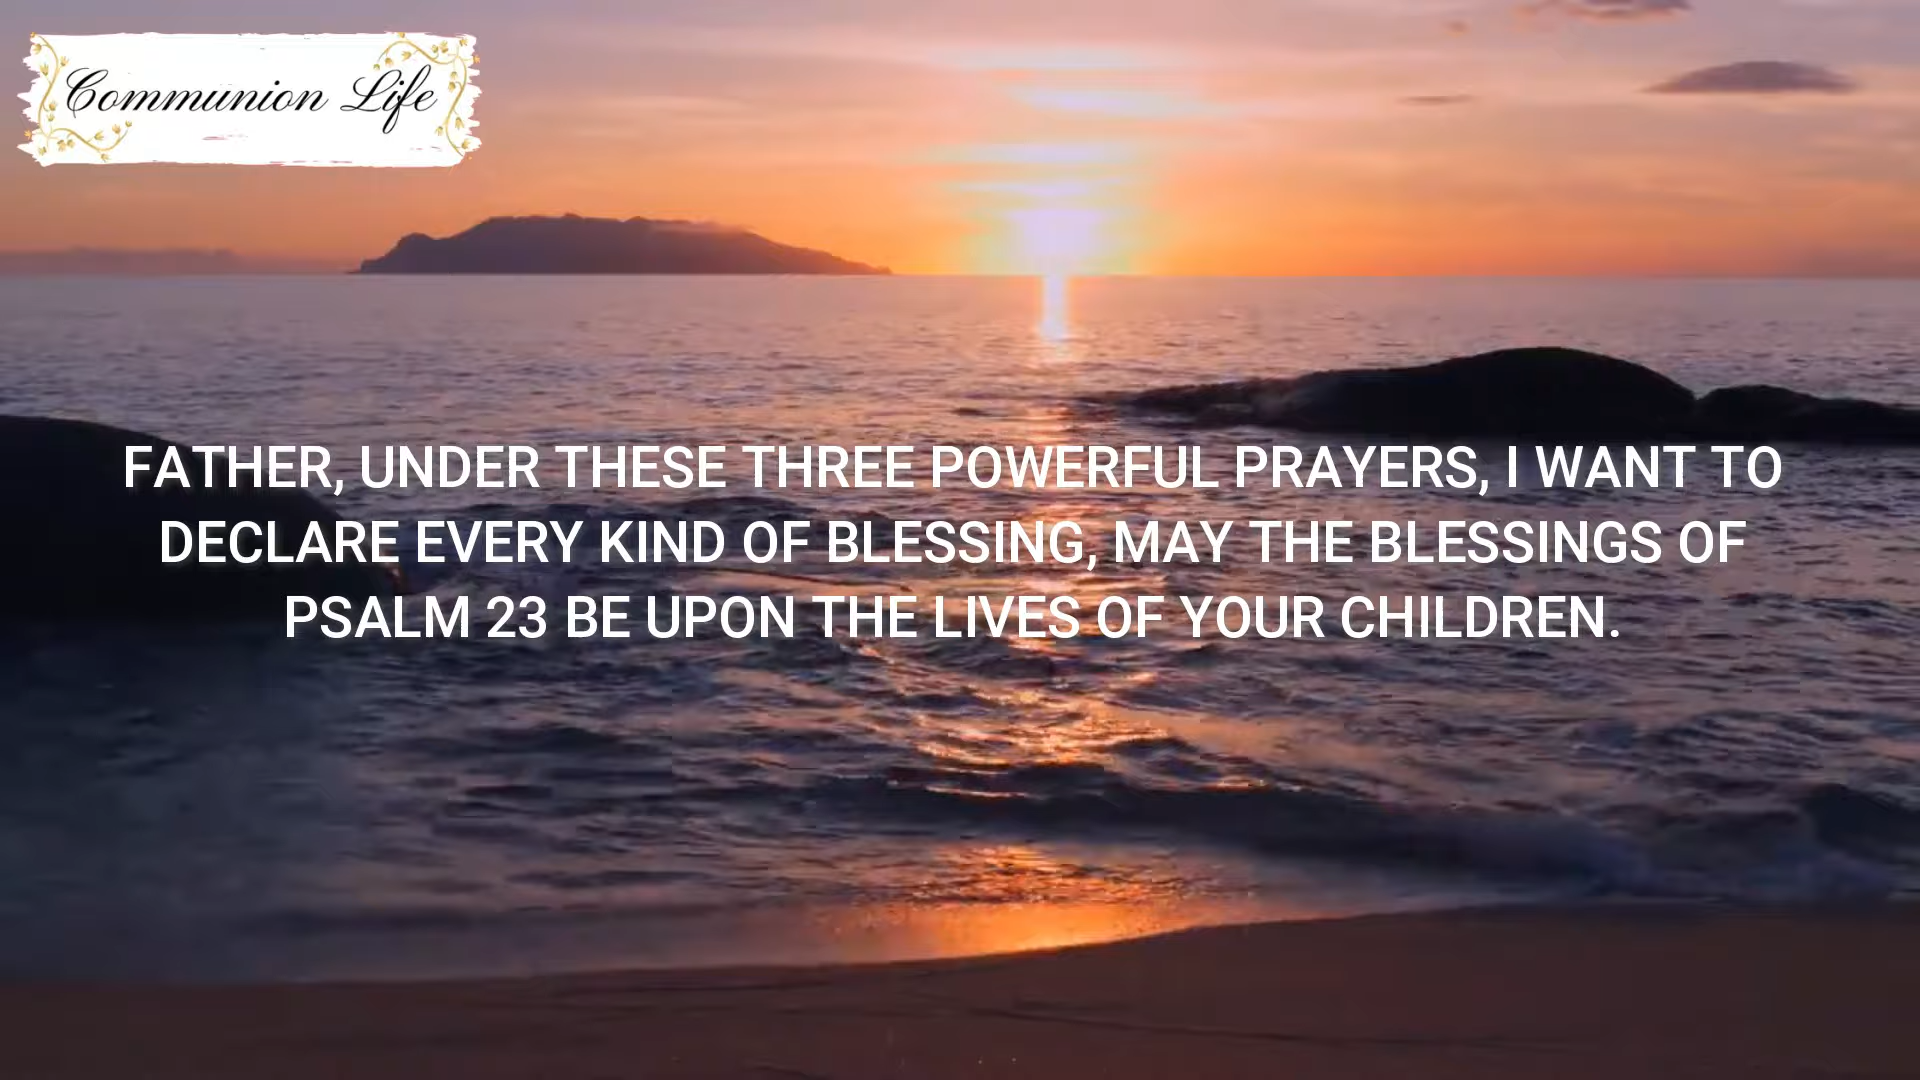 Communion Life
FATHER, UNDER THESE THREE POWERFUL PRAYERS, I WANT TO
DECLARE EVERY KIND OF BLESSING, MAY THE BLESSINGS OF
PSALM 23 BE UPON THE LIVES OF YOUR CHILDREN.